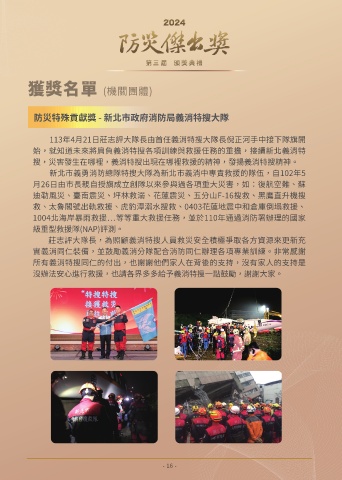 2024
防災傑出獎
第三屆 頒獎典禮
獲獎名單 (機關團體)
防災特殊貢獻獎 - 新北市政府消防局義消特搜大隊
113年4月21日莊志評大隊長由首任義消特搜大隊長倪正河手中接下隊旗開
始，就知道未來將肩負義消特搜各項訓練與救援任務的重擔，接續新北義消特
搜，災害發生在哪裡，義消特搜出現在哪裡救援的精神，發揚義消特搜精神。
新北市義勇消防總隊特搜大隊為新北市義消中專責救援的隊伍，自102年5
月26日由市長親自授旗成立創隊以來參與過各項重大災害，如：復航空難、蘇
迪勒風災、臺南震災、坪林救溺、花蓮震災、五分山F-16搜救、黑鷹直升機搜
救、太魯閣號出軌救援、虎豹潭溺水搜救、0403花蓮地震中和倉庫倒塌救援、
1004北海岸暴雨救援...等等重大救援任務，並於110年通過消防署辦理的國家
級重型救援隊(NAP)評測。
莊志評大隊長，為照顧義消特搜人員救災安全積極爭取各方資源來更新充
實義消同仁裝備，並鼓勵義消分隊配合消防同仁辦理各項專業訓練。非常感謝
所有義消特搜同仁的付出，也謝謝他們家人在背後的支持，沒有家人的支持是
沒辦法安心進行救援，也請各界多多給予義消特搜一點鼓勵，謝謝大家。
- 15 -